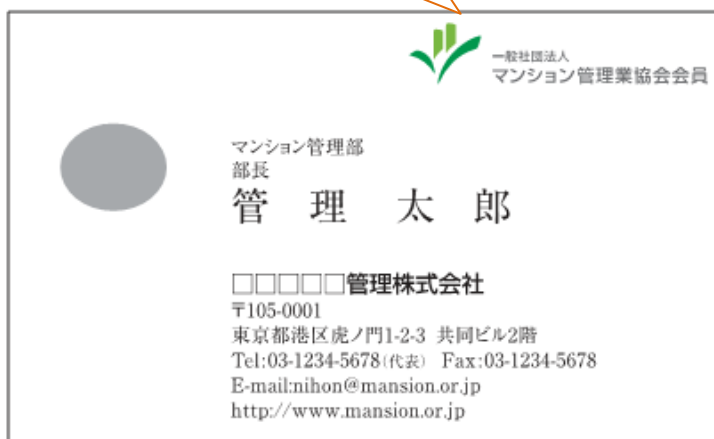 一般社団法人
マンション管理業協会会員
マンション管理部
部長
管 理 太 郎
□□□□□管理株式会社
〒105-0001
東京都港区虎ノ門1-2-3 共同ビル2階
Tel:03-1234-5678(代表) Fax:03-1234-5678
E-mail:nihon@mansion.or.jp
http://www.mansion.or.jp